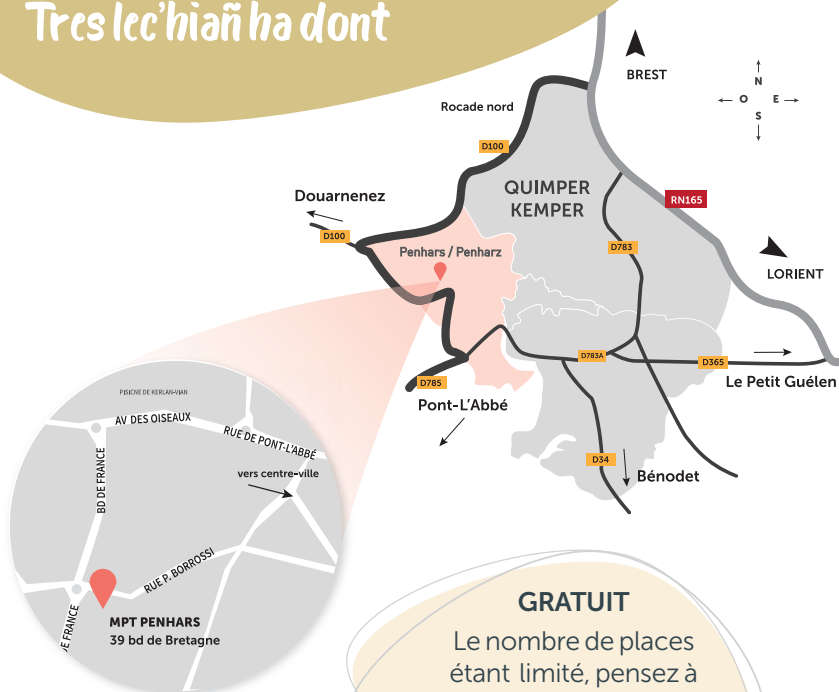 Tres lec'hiañ ha dont
BREST
N
O E
S
Rocade nord
D100
QUIMPER
KEMPER
RN165
Douarnenez
D100
Penhars / Penharz
D783
LORIENT
D783A
D365
D785
Le Petit Guélen
Pont-L'Abbé
D34
Bénodet
PISICNE DE KERLAN-VIAN
AV DES OISEAUX
RUE DE PONT-L'ABBÉ
BD DE FRANCE
vers centre-ville
RUE P. BORROSSI
DE FRANCE
MPT PENHARS
39 bd de Bretagne
GRATUIT
Le nombre de places
étant limité, pensez à